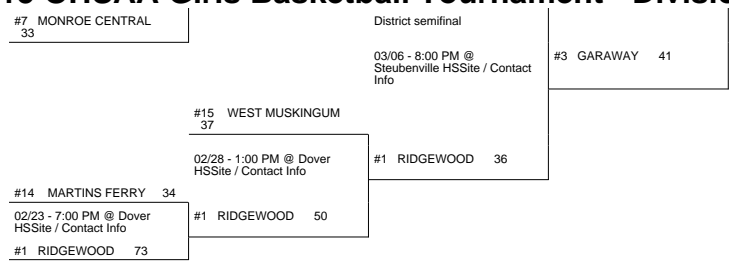 #7 MONROE CENTRAL
33
District semifinal
03/06 - 8:00 PM @
Steubenville HSSite / Contact
Info
#3 GARAWAY 41
#15 WEST MUSKINGUM
37
02/28 - 1:00 PM @ Dover
HSSite / Contact Info
#1 RIDGEWOOD 36
#14 MARTINS FERRY 34
02/23 - 7:00 PM @ Dover
HSSite / Contact Info
#1 RIDGEWOOD 50
#1 RIDGEWOOD 73